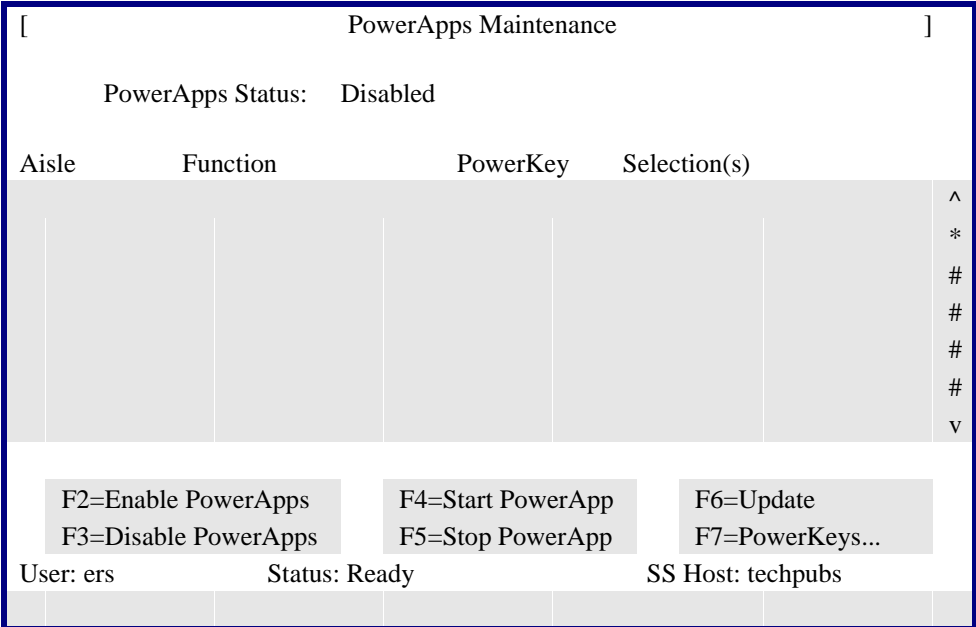 [ PowerApps Maintenance ]
PowerApps Status: Disabled
Aisle Function PowerKey Selection(s)
^
*
#
#
#
#
v
F2=Enable PowerApps F4=Start PowerApp F6=Update
F3=Disable PowerApps F5=Stop PowerApp F7=PowerKeys...
User: ers Status: Ready SS Host: techpubs